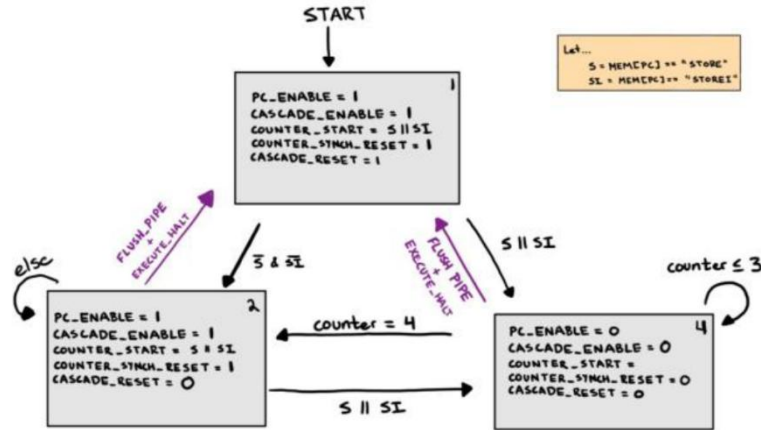 START
Let...
S = MEM[PC] == "STORE"
SI = MEM[PC] == "STOREI"
1
PC_ENABLE = 1
CASCADE_ENABLE = 1
COUNTER_START = S || SI
COUNTER_SYNCH_RESET = 1
CASCADE_RESET = 1
FLUSH_PIPE
+
EXECUTE_HALT
S̅ & S̅I̅
FLUSH PIPE
+
EXECUTE_HALT
S || SI
else
counter ≤ 3
2
PC_ENABLE = 1
CASCADE_ENABLE = 1
COUNTER_START = S || SI
COUNTER_SYNCH_RESET = 1
CASCADE_RESET = 0
counter = 4
4
PC_ENABLE = 0
CASCADE_ENABLE = 0
COUNTER_START =
COUNTER_SYNCH_RESET = 0
CASCADE_RESET = 0
S || SI